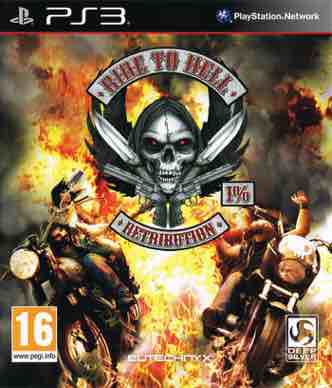 PS3
PlayStation.Network
RIDE TO HELL
1%
RETRIBUTION
16
www.pegi.info
EUTECHNYX
DEEP
SILVER